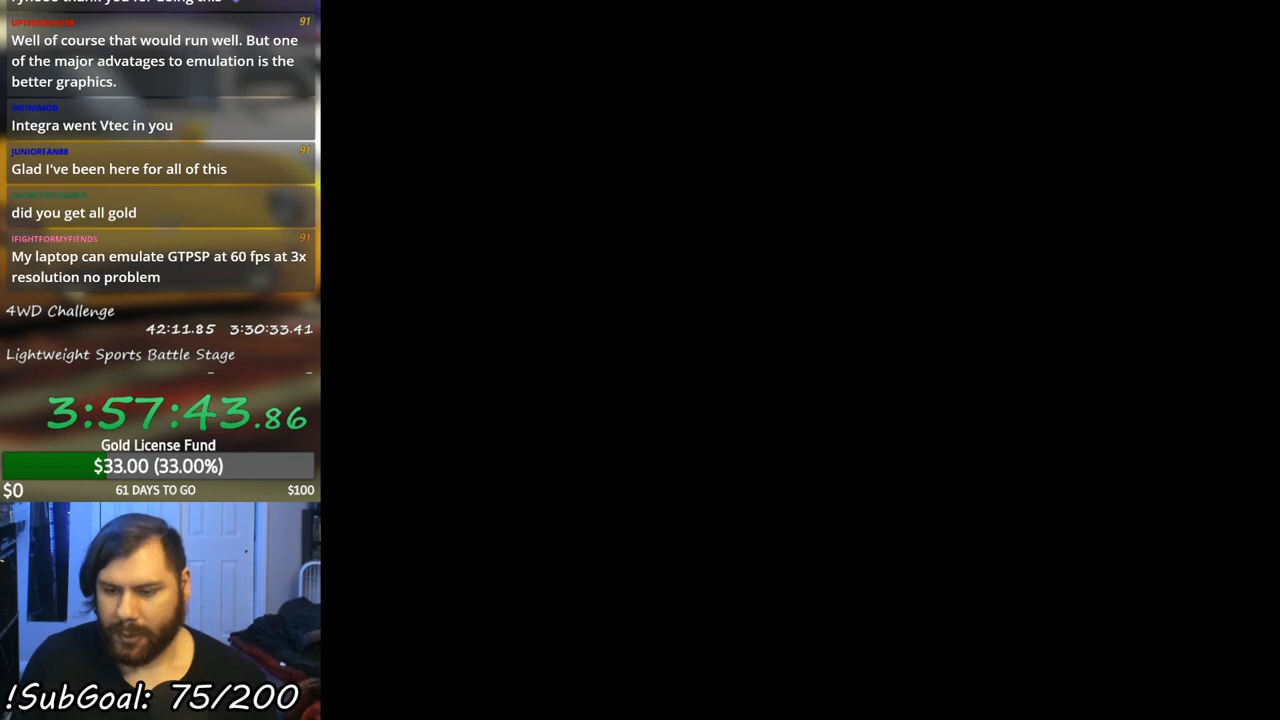 91
Well of course that would run well. But one
of the major advatages to emulation is the
better graphics.
INFINIMOB
Integra went Vtec in you
JUNIORFAN88 91
Glad I've been here for all of this
did you get all gold
IFIGHTFORMYFIENDS 91
My laptop can emulate GTPSP at 60 fps at 3x
resolution no problem
4WD Challenge
42:11.85 3:30:33.41
Lightweight Sports Battle Stage
– –
3:57:43.86
Gold License Fund
$33.00 (33.00%)
$0 61 DAYS TO GO $100
!SubGoal: 75/200